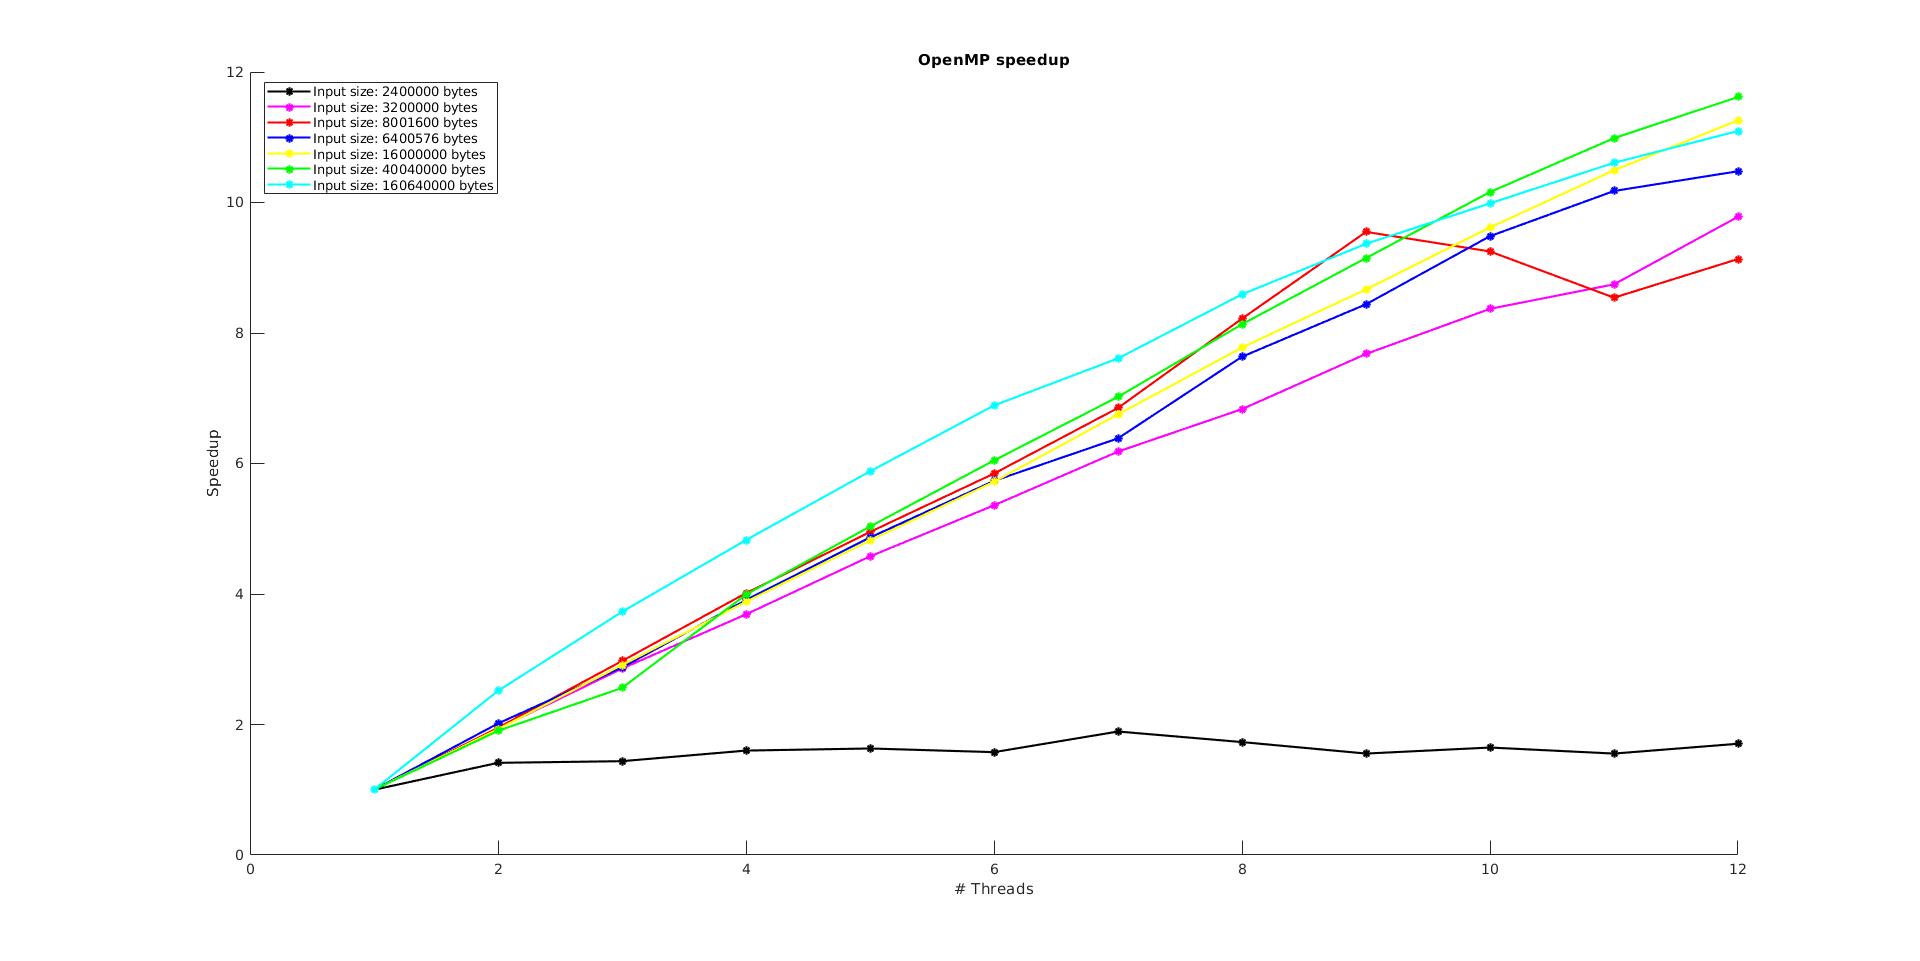 OpenMP speedup
12
Input size: 2400000 bytes
Input size: 3200000 bytes
Input size: 8001600 bytes
Input size: 6400576 bytes
Input size: 16000000 bytes
Input size: 40040000 bytes
Input size: 160640000 bytes
10
8
6
Speedup
4
2
0
0 2 4 6 8 10 12
# Threads